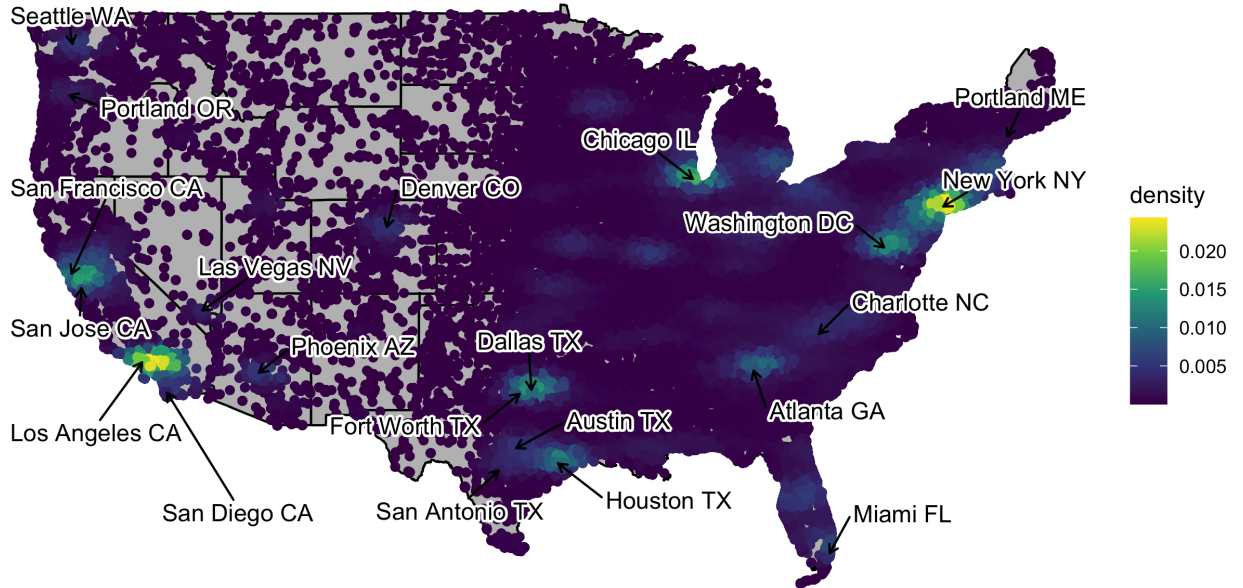 Seattle WA
Portland OR
Portland ME
Chicago IL
San Francisco CA
Denver CO
New York NY
Washington DC
Las Vegas NV
Charlotte NC
San Jose CA
Phoenix AZ
Dallas TX
Los Angeles CA
Fort Worth TX
Austin TX
Atlanta GA
San Diego CA
San Antonio TX
Houston TX
Miami FL
density
0.020
0.015
0.010
0.005